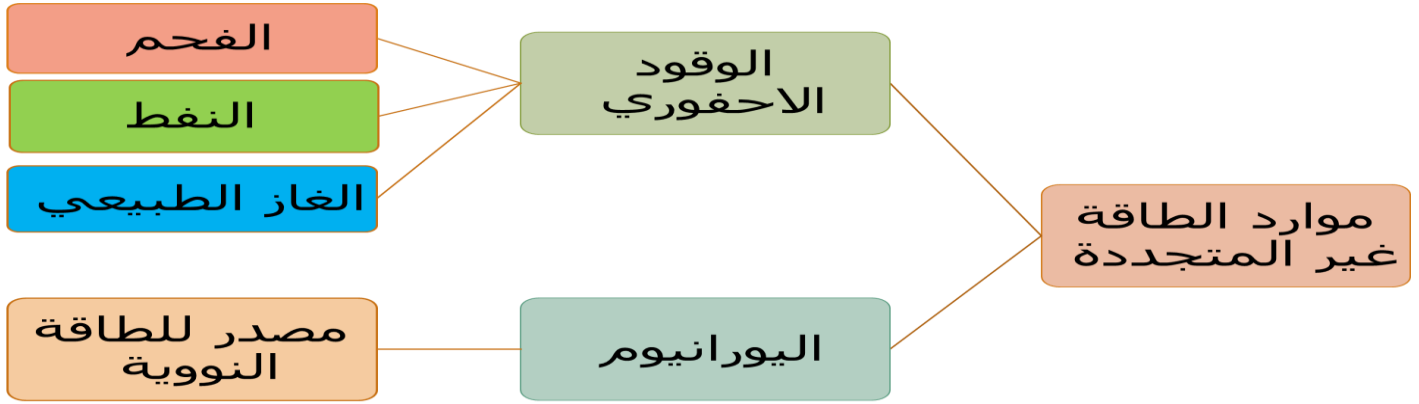 موارد الطاقة
غير المتجددة
الوقود
الاحفوري
الفحم
النفط
الغاز الطبيعي
اليورانيوم
مصدر للطاقة
النووية